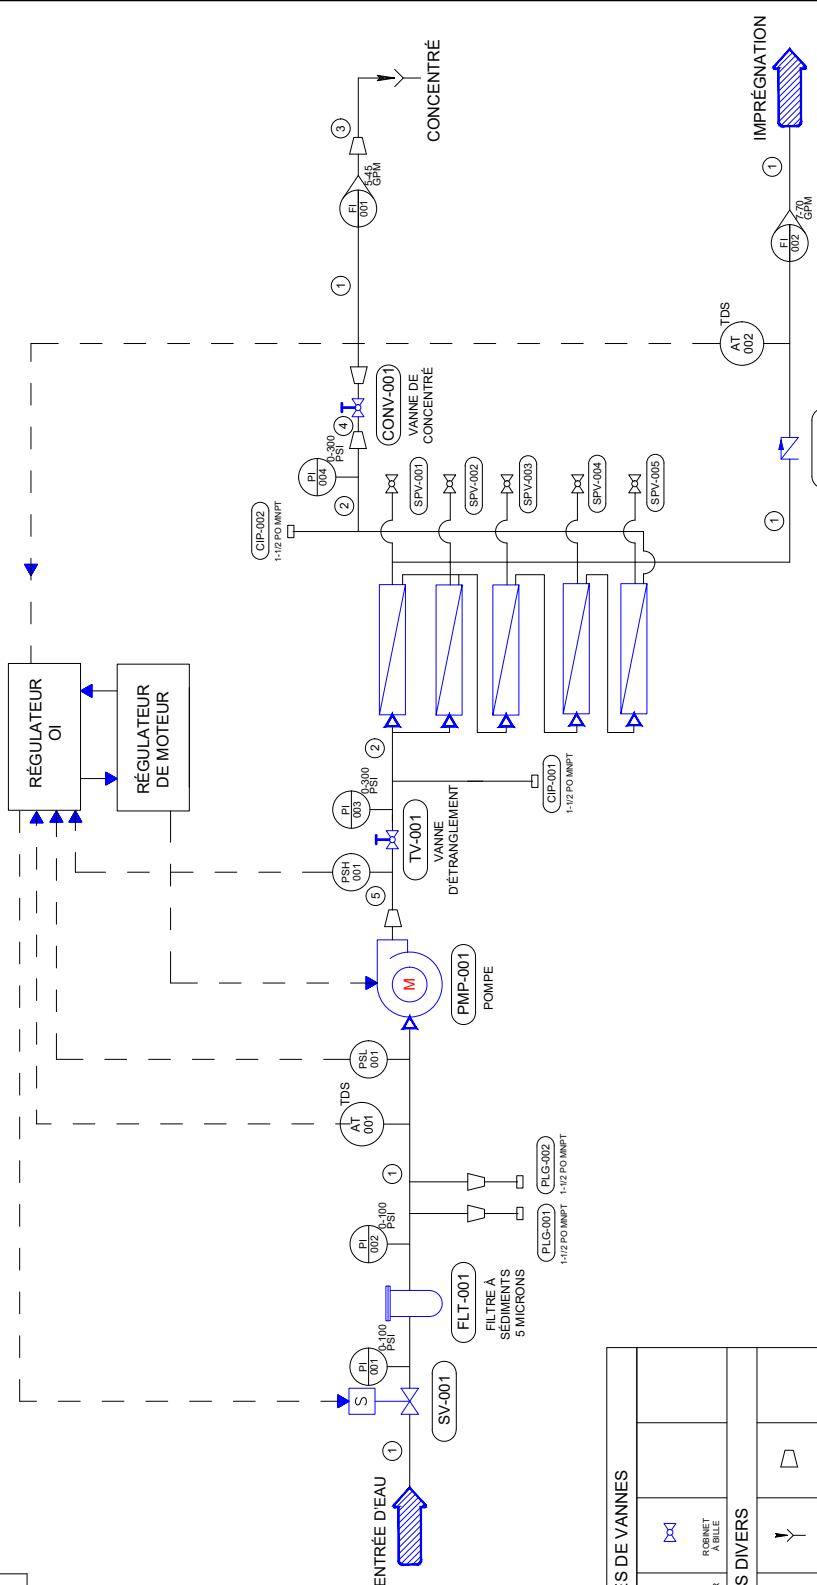 RÉGULATEUR
OI
RÉGULATEUR
DE MOTEUR
ENTRÉE D'EAU
1
S
SV-001
PI
001
0-100
PSI
FLT-001
FILTRE À
SÉDIMENTS
5 MICRONS
PI
002
0-100
PSI
PLG-001
1-1/2 PO MNPT
PLG-002
1-1/2 PO MNPT
1
AT
001
TDS
PSL
001
M
PMP-001
POMPE
5
PSH
001
TV-001
VANNE
D'ÉTRANGLEMENT
PI
003
0-300
PSI
CIP-001
1-1/2 PO MNPT
2
CIP-002
1-1/2 PO MNPT
SPV-001
SPV-002
SPV-003
SPV-004
SPV-005
2
PI
004
0-300
PSI
4
CONV-001
VANNE DE
CONCENTRÉ
1
FI
001
5-45
GPM
3
CONCENTRÉ
1
AT
002
TDS
FI
002
7-70
GPM
1
IMPRÉGNATION
ES DE VANNES
ROBINET
À BILLE
R
S DIVERS